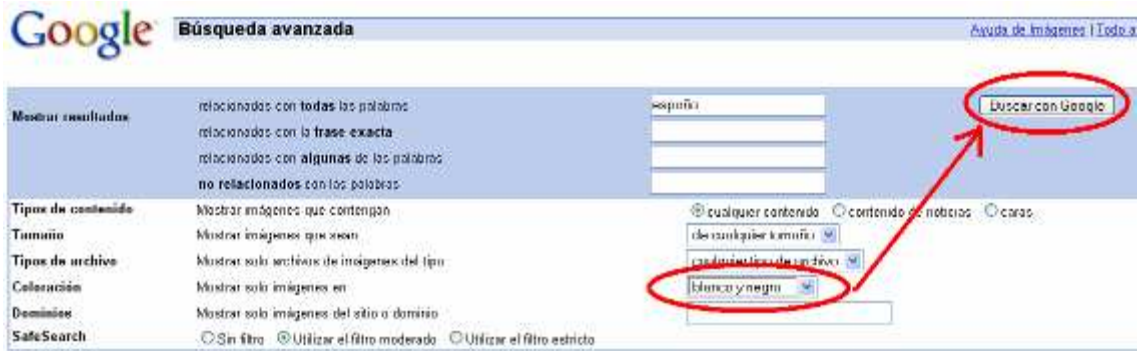 Google Búsqueda avanzada Ayuda de Imágenes | Todo a
Mostrar resultados relacionados con todas las palabras españa Buscar con Google
relacionados con la frase exacta
relacionados con algunas de las palabras
no relacionados con las palabras
Tipos de contenido Mostrar imágenes que contengan cualquier contenido contenido de noticias caras
Tamaño Mostrar imágenes que sean de cualquier tamaño
Tipos de archivo Mostrar solo archivos de imágenes del tipo cualquier tipo de archivo
Coloración Mostrar solo imágenes en blanco y negro
Dominios Mostrar solo imágenes del sitio o dominio
SafeSearch Sin filtro Utilizar el filtro moderado Utilizar el filtro estricto